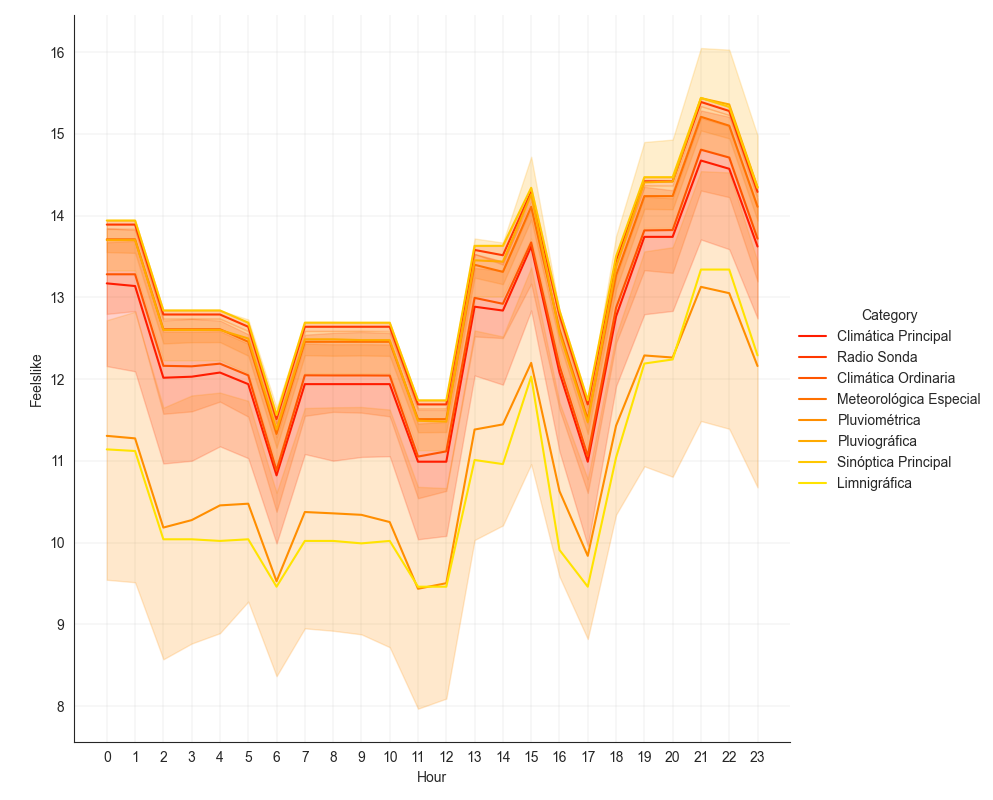 16
15
14
13
12
11
10
9
8
Feelslike
0 1 2 3 4 5 6 7 8 9 10 11 12 13 14 15 16 17 18 19 20 21 22 23
Hour
Category
Climática Principal
Radio Sonda
Climática Ordinaria
Meteorológica Especial
Pluviométrica
Pluviográfica
Sinóptica Principal
Limnigráfica